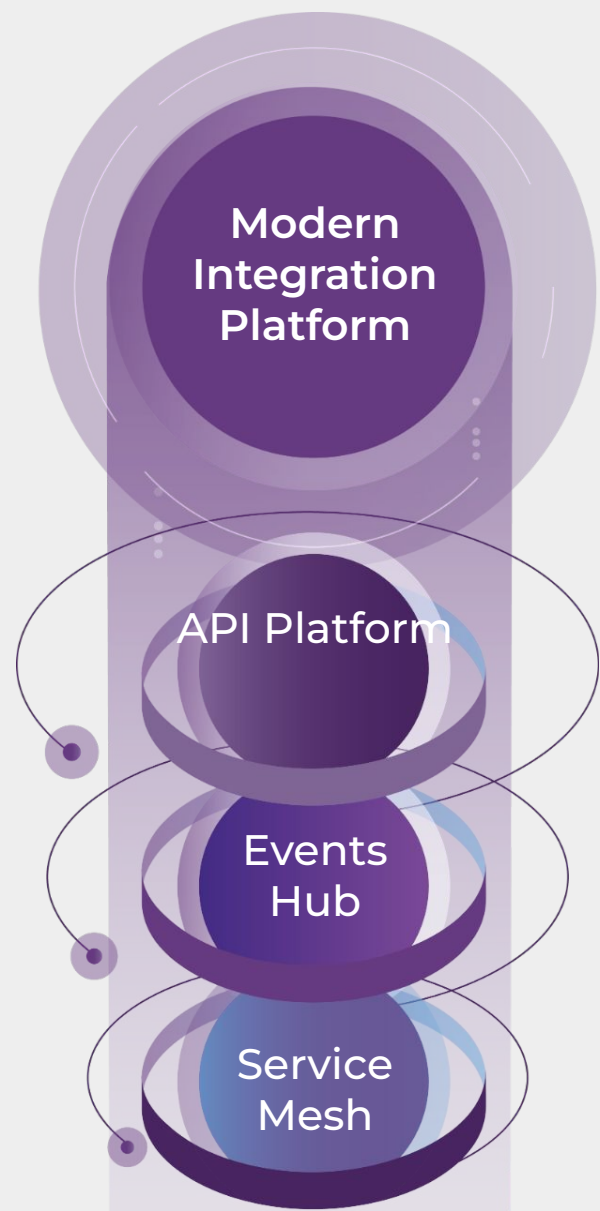 Modern
Integration
Platform
API Platform
Events
Hub
Service
Mesh